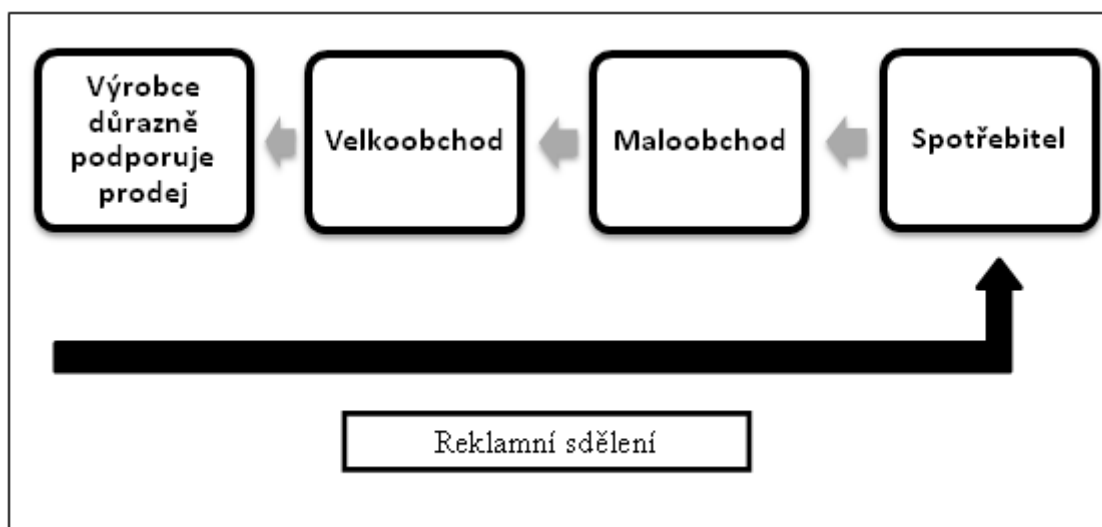 Výrobce
důrazně
podporuje
prodej
Velkoobchod
Maloobchod
Spotřebitel
Reklamní sdělení